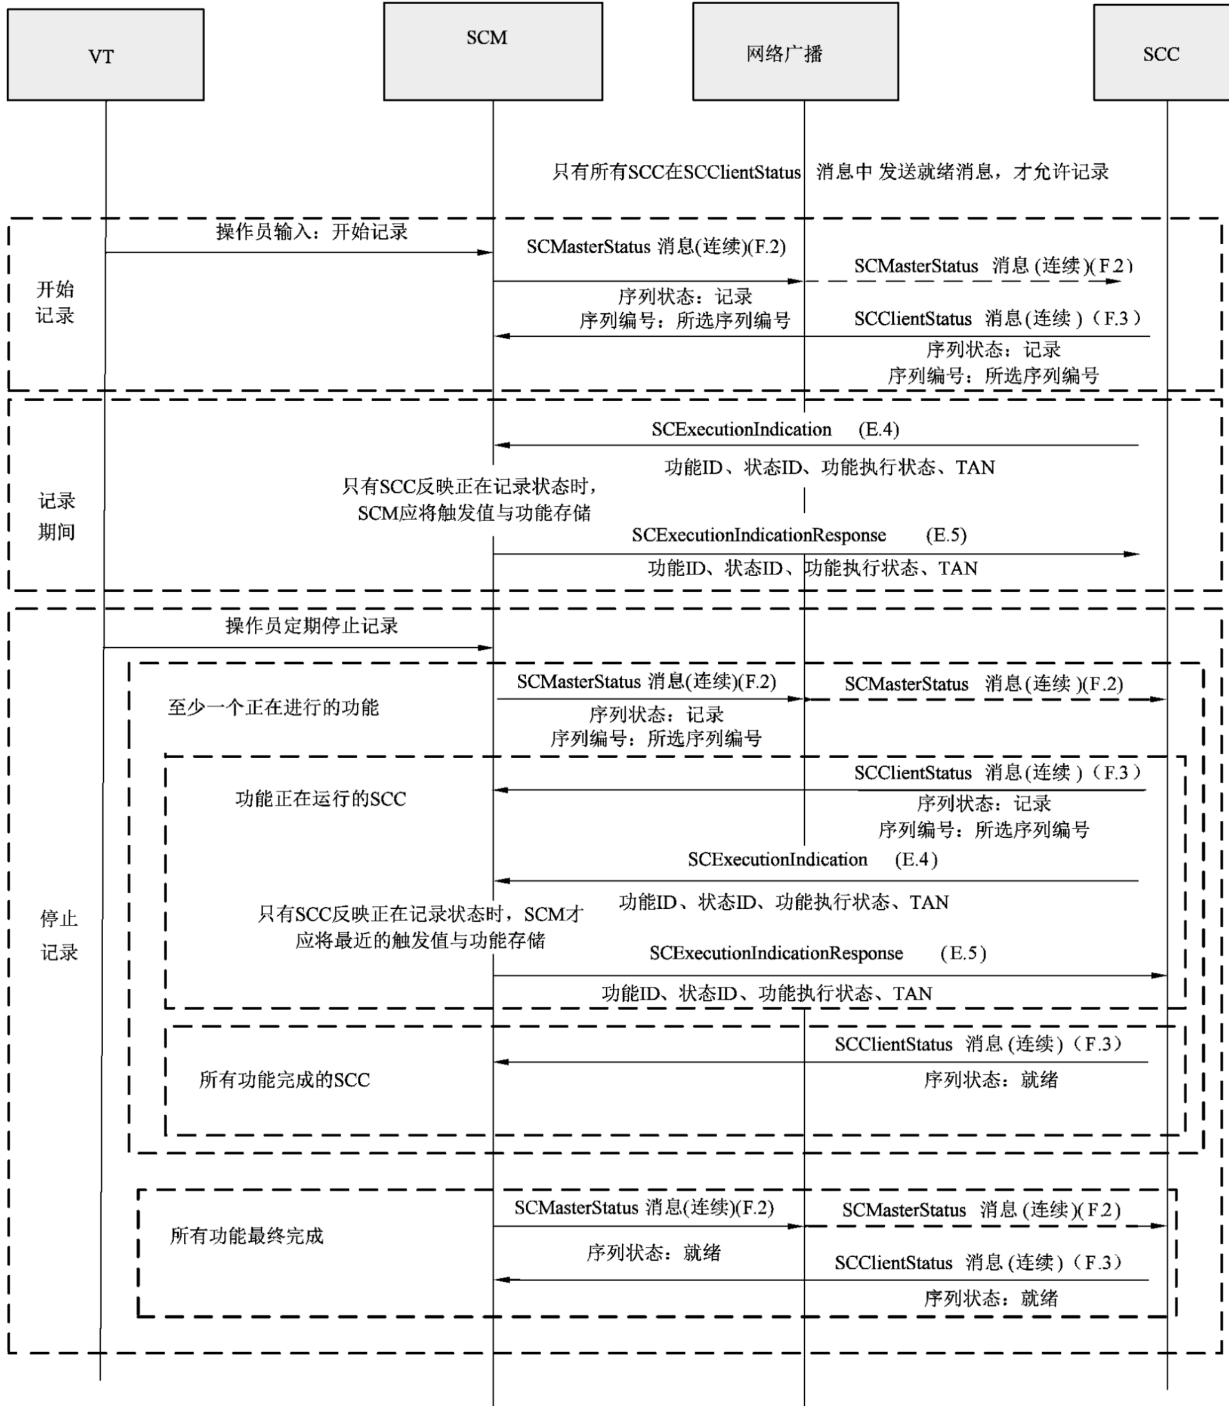 VT
SCM
网络广播
SCC
只有所有SCC在SCClientStatus 消息中 发送就绪消息，才允许记录
操作员输入：开始记录
SCMasterStatus 消息(连续)(F.2)
SCMasterStatus 消息(连续)(F.2)
开始
记录
序列状态：记录
序列编号：所选序列编号
SCClientStatus 消息(连续)（F.3）
序列状态：记录
序列编号：所选序列编号
SCExecutionIndication (E.4)
功能ID、状态ID、功能执行状态、TAN
记录
期间
只有SCC反映正在记录状态时，
SCM应将触发值与功能存储
SCExecutionIndicationResponse (E.5)
功能ID、状态ID、功能执行状态、TAN
操作员定期停止记录
SCMasterStatus 消息(连续)(F.2)
SCMasterStatus 消息(连续)(F.2)
至少一个正在进行的功能
序列状态：记录
序列编号：所选序列编号
SCClientStatus 消息(连续)（F.3）
功能正在运行的SCC
序列状态：记录
序列编号：所选序列编号
SCExecutionIndication (E.4)
功能ID、状态ID、功能执行状态、TAN
停止
记录
只有SCC反映正在记录状态时，SCM才
应将最近的触发值与功能存储
SCExecutionIndicationResponse (E.5)
功能ID、状态ID、功能执行状态、TAN
SCClientStatus 消息(连续)（F.3）
所有功能完成的SCC
序列状态：就绪
SCMasterStatus 消息(连续)(F.2)
SCMasterStatus 消息(连续)(F.2)
所有功能最终完成
序列状态：就绪
SCClientStatus 消息(连续)（F.3）
序列状态：就绪